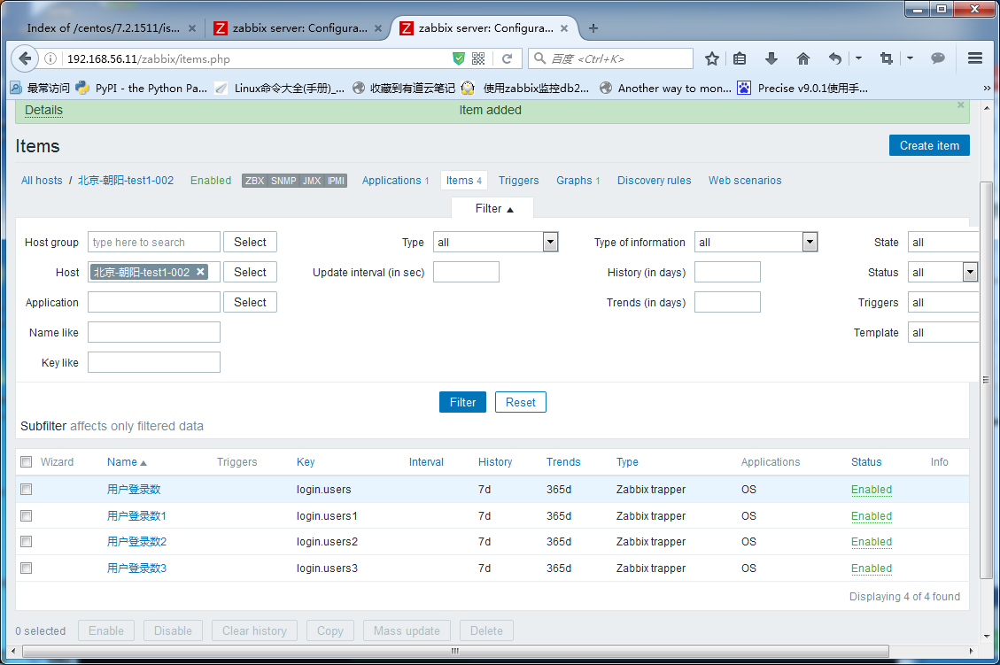 Index of /centos/7.2.1511/is...
zabbix server: Configura...
zabbix server: Configura...
192.168.56.11/zabbix/items.php
百度 <Ctrl+K>
最常访问
PyPI - the Python Pa...
Linux命令大全(手册)_...
收藏到有道云笔记
使用zabbix监控db2...
Another way to mon...
Precise v9.0.1使用手...
Details
Item added
Items
Create item
All hosts / 北京-朝阳-test1-002 Enabled ZBX SNMP JMX IPMI Applications 1 Items 4 Triggers Graphs 1 Discovery rules Web scenarios
Filter
Host group type here to search Select Type all Type of information all State all
Host 北京-朝阳-test1-002 Select Update interval (in sec) History (in days) Status all
Application Select Trends (in days) Triggers all
Name like Template all
Key like
Filter Reset
Subfilter affects only filtered data
Wizard Name Triggers Key Interval History Trends Type Applications Status Info
用户登录数 login.users 7d 365d Zabbix trapper OS Enabled
用户登录数1 login.users1 7d 365d Zabbix trapper OS Enabled
用户登录数2 login.users2 7d 365d Zabbix trapper OS Enabled
用户登录数3 login.users3 7d 365d Zabbix trapper OS Enabled
Displaying 4 of 4 found
0 selected Enable Disable Clear history Copy Mass update Delete